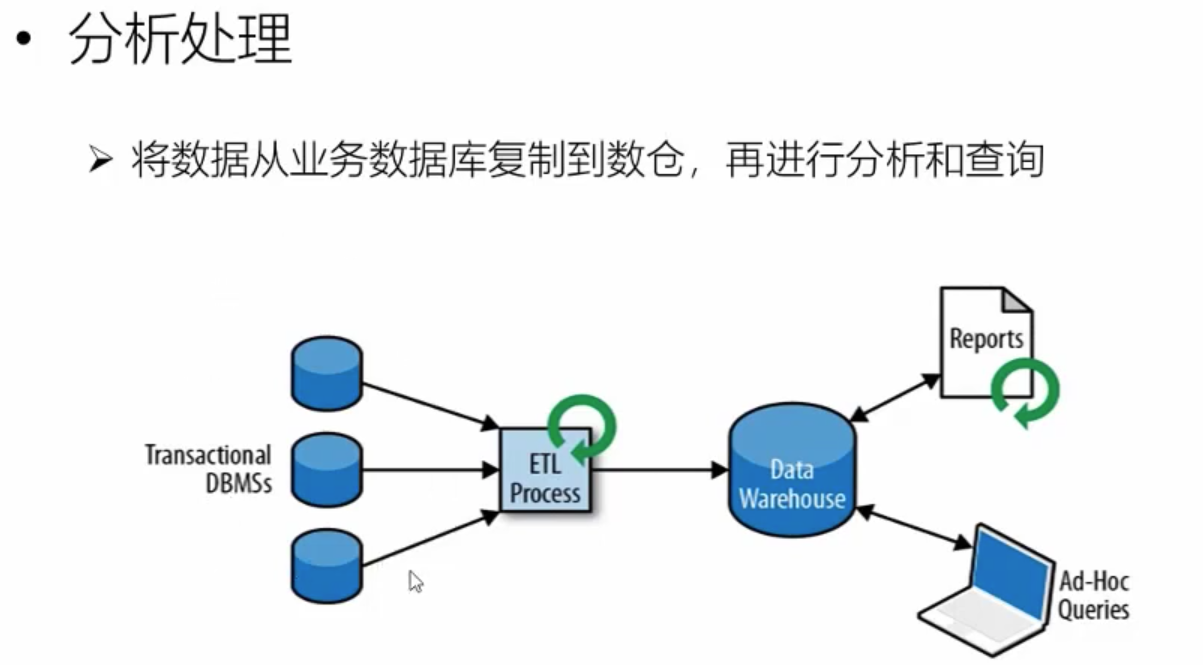 • 分析处理
➢ 将数据从业务数据库复制到数仓，再进行分析和查询
Transactional
DBMSs
ETL
Process
Data
Warehouse
Reports
Ad-Hoc
Queries